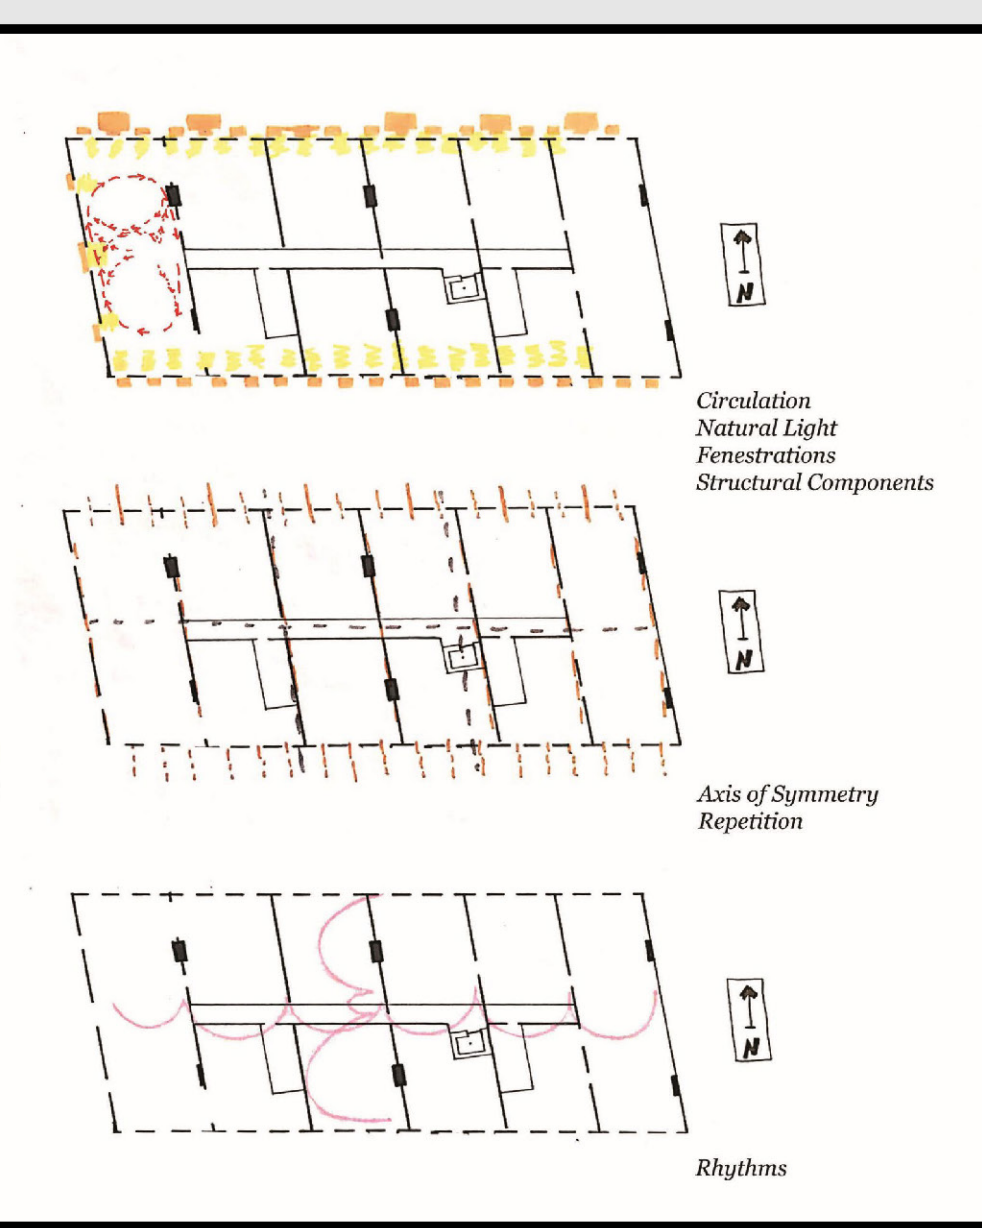 N
Circulation
Natural Light
Fenestrations
Structural Components
N
Axis of Symmetry
Repetition
N
Rhythms